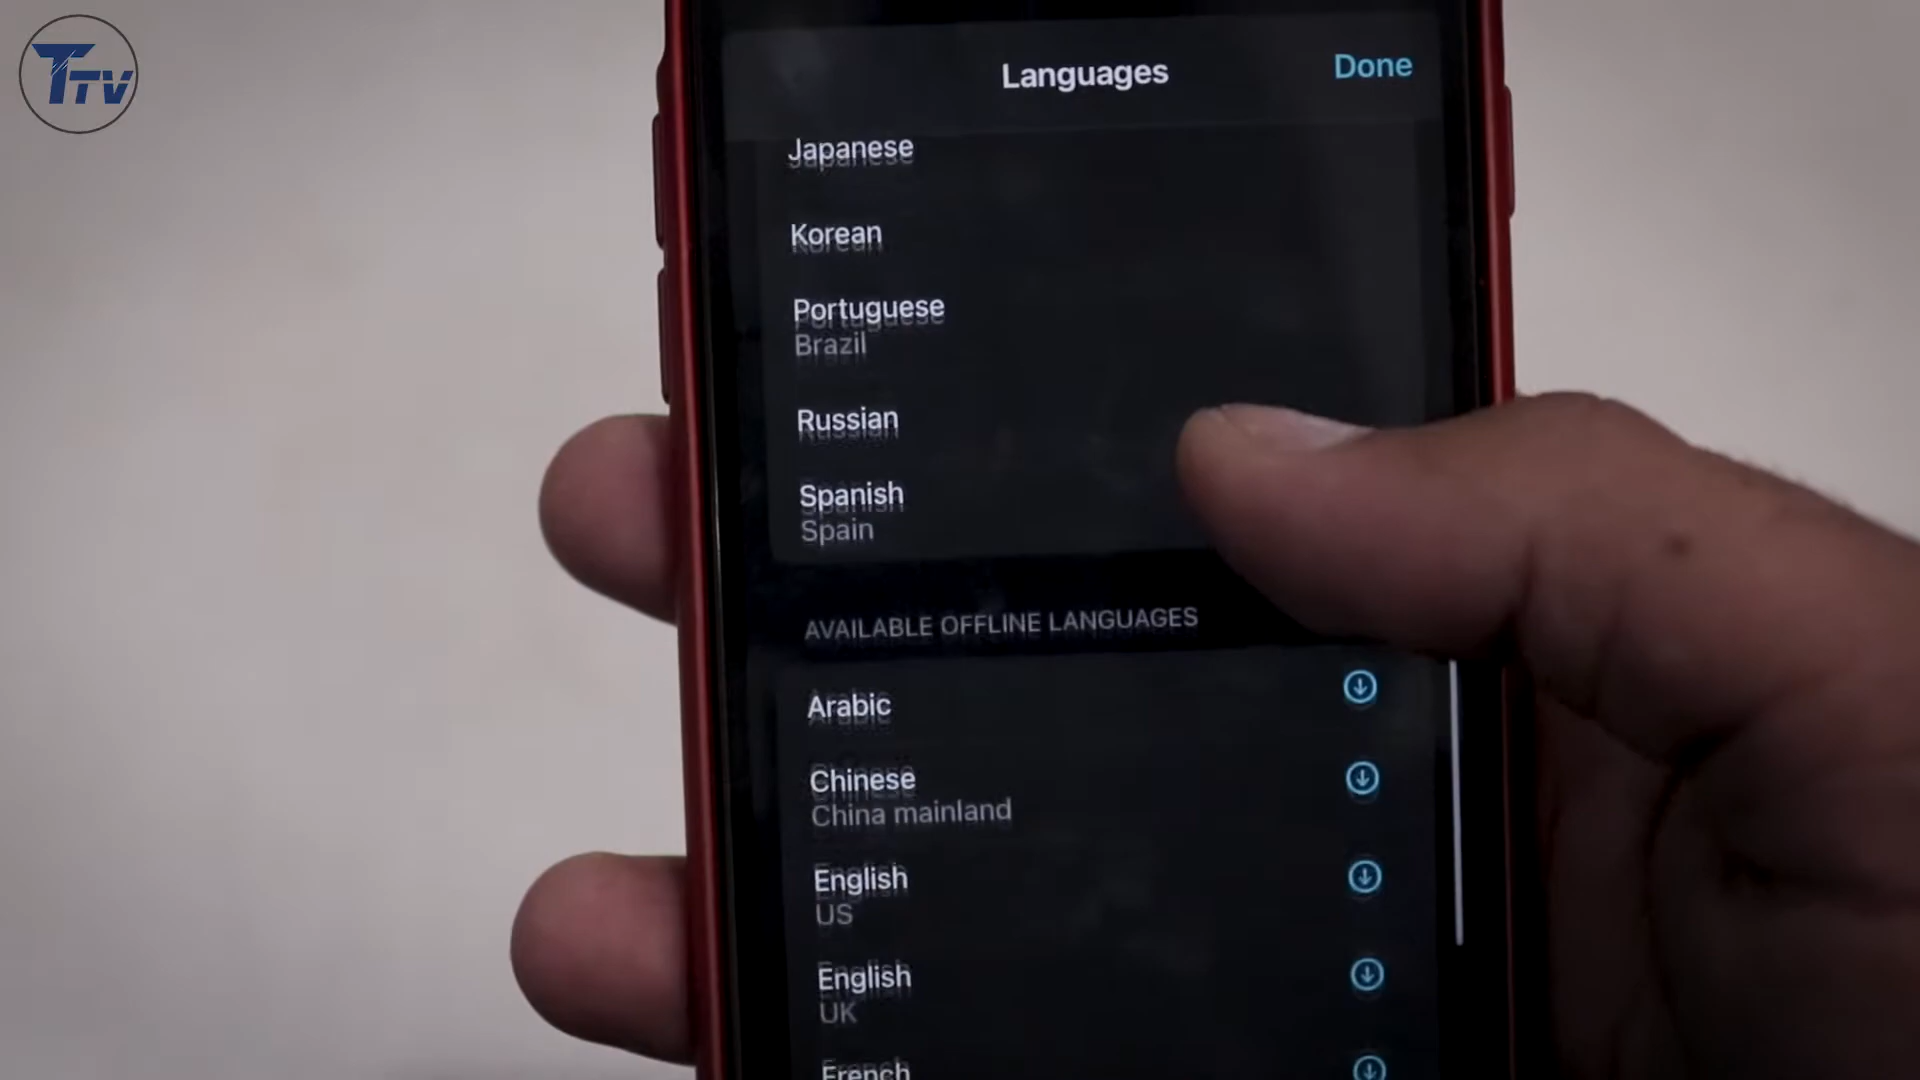 TTV
Languages
Done
Japanese
Korean
Portuguese
Brazil
Russian
Spanish
Spain
AVAILABLE OFFLINE LANGUAGES
Arabic
Chinese
China mainland
English
US
English
UK
French